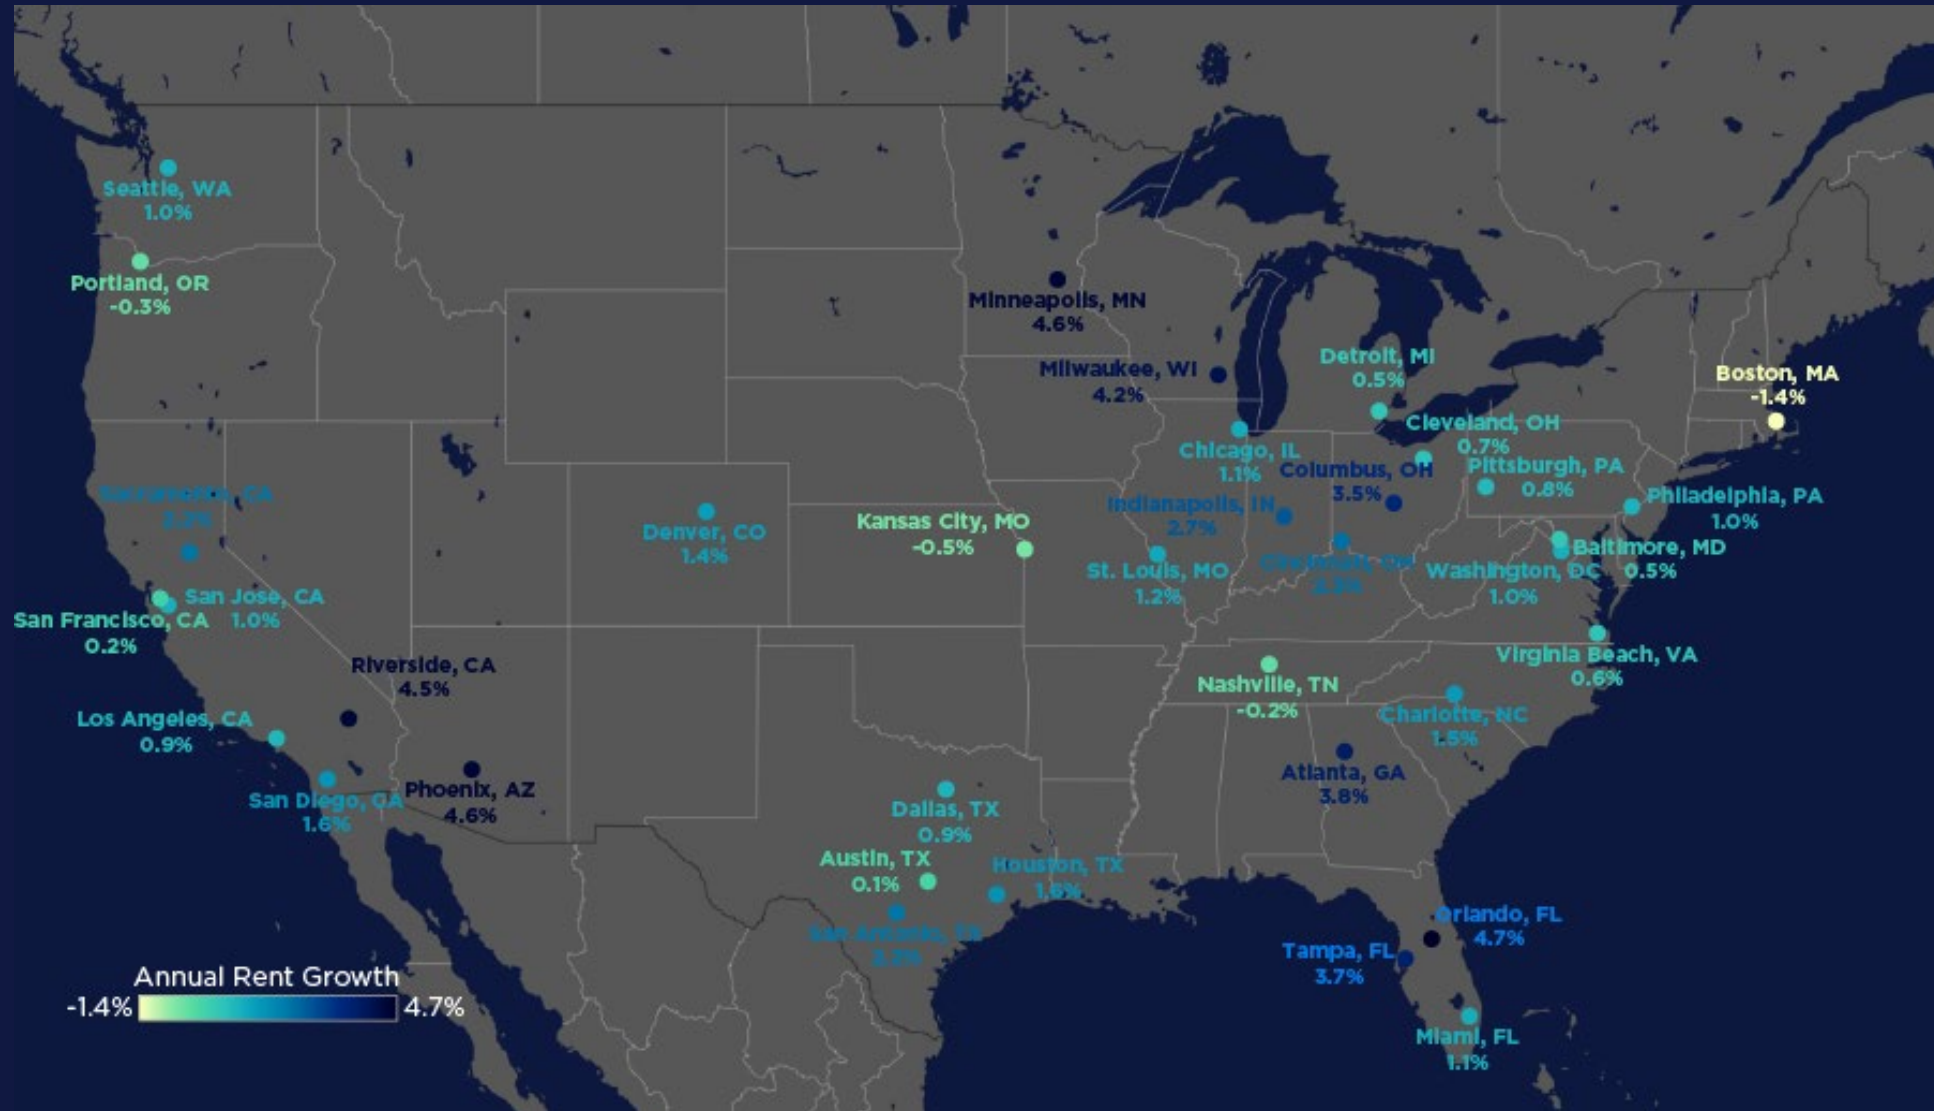 Seattle, WA
1.0%
Portland, OR
-0.3%
Minneapolis, MN
4.6%
Milwaukee, WI
4.2%
Detroit, MI
0.5%
Boston, MA
-1.4%
Cleveland, OH
0.7%
Chicago, IL
1.1%
Columbus, OH
3.5%
Pittsburgh, PA
0.8%
Philadelphia, PA
1.0%
Sacramento, CA
Indianapolis, IN
2.7%
Denver, CO
1.4%
Kansas City, MO
-0.5%
St. Louis, MO
1.2%
Cincinnati, OH
Baltimore, MD
0.5%
Washington, DC
1.0%
San Jose, CA
1.0%
San Francisco, CA
0.2%
Riverside, CA
4.5%
Virginia Beach, VA
0.6%
Nashville, TN
-0.2%
Los Angeles, CA
0.9%
Charlotte, NC
1.5%
Atlanta, GA
3.8%
San Diego, CA
1.6%
Phoenix, AZ
4.6%
Dallas, TX
0.9%
Austin, TX
0.1%
Houston, TX
1.6%
San Antonio, TX
Orlando, FL
4.7%
Tampa, FL
3.7%
Miami, FL
1.1%
Annual Rent Growth
-1.4% 4.7%